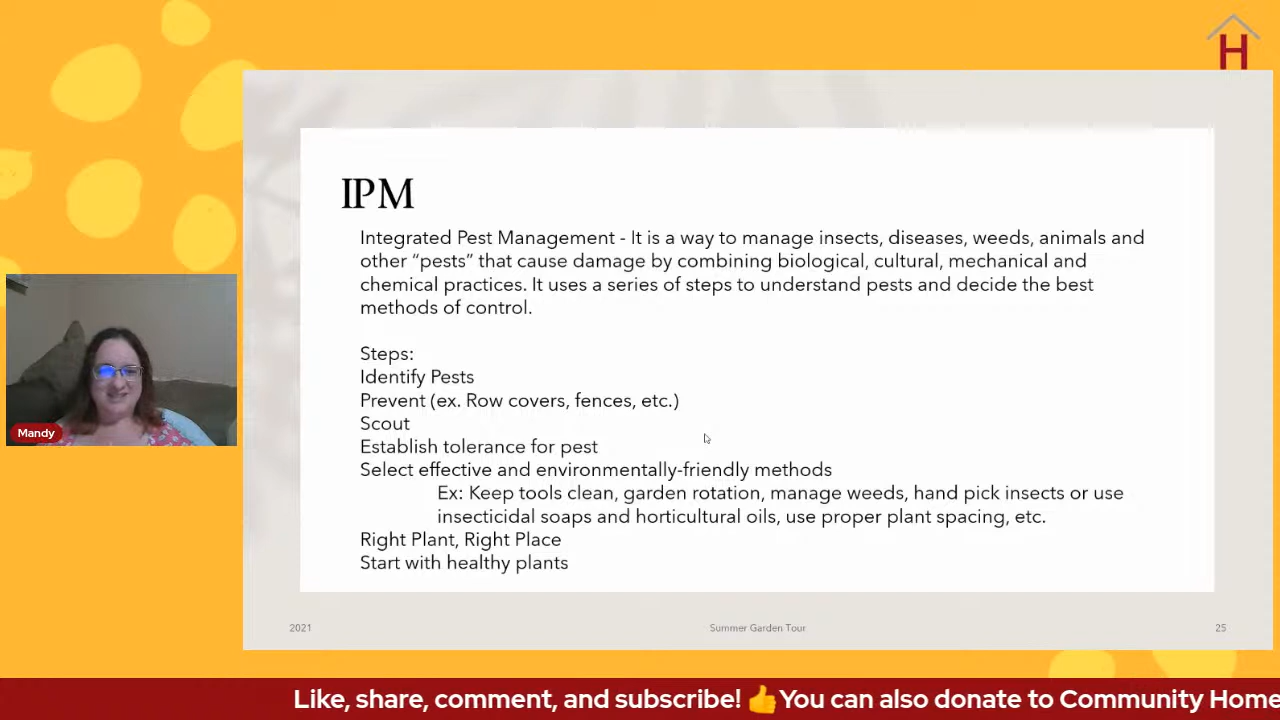 H
IPM
Integrated Pest Management - It is a way to manage insects, diseases, weeds, animals and
other “pests” that cause damage by combining biological, cultural, mechanical and
chemical practices. It uses a series of steps to understand pests and decide the best
methods of control.
Steps:
Identify Pests
Prevent (ex. Row covers, fences, etc.)
Scout
Establish tolerance for pest
Select effective and environmentally-friendly methods
Ex: Keep tools clean, garden rotation, manage weeds, hand pick insects or use
insecticidal soaps and horticultural oils, use proper plant spacing, etc.
Right Plant, Right Place
Start with healthy plants
Mandy
2021 Summer Garden Tour 25
Like, share, comment, and subscribe! 👍You can also donate to Community Home